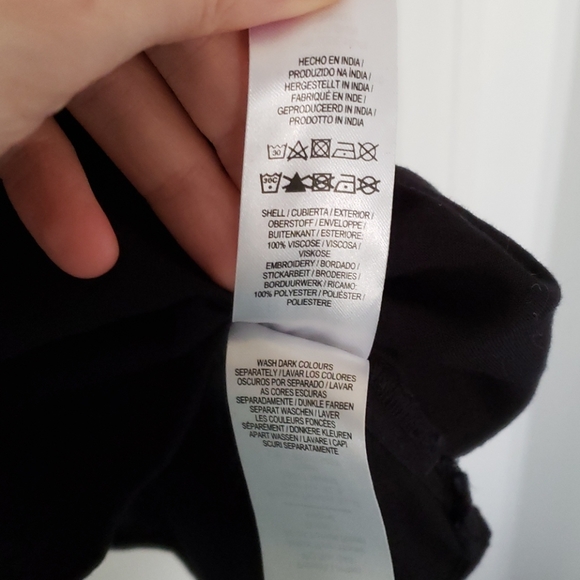 HECHO EN INDIA /
PRODUZIDO NA ÍNDIA /
HERGESTELLT IN INDIA /
FABRIQUÉ EN INDE /
GEPRODUCEERD IN INDIA /
PRODOTTO IN INDIA
30
30C
SHELL / CUBIERTA / EXTERIOR /
OBERSTOFF / ENVELOPPE /
BUITENKANT / ESTERIORE:
100% VISCOSE / VISCOSA /
VISKOSE
EMBROIDERY / BORDADO /
STICKARBEIT / BRODERIES /
BORDUURWERK / RICAMO:
100% POLYESTER / POLIÉSTER /
POLIESTERE
WASH DARK COLOURS
SEPARATELY / LAVAR LOS COLORES
OSCUROS POR SEPARADO / LAVAR
AS CORES ESCURAS
SEPARADAMENTE / DUNKLE FARBEN
SEPARAT WASCHEN / LAVER
LES COULEURS FONCÉES
SÉPAREMENT / DONKERE KLEUREN
APART WASSEN / LAVARE I CAPI
SCURI SEPARATAMENTE